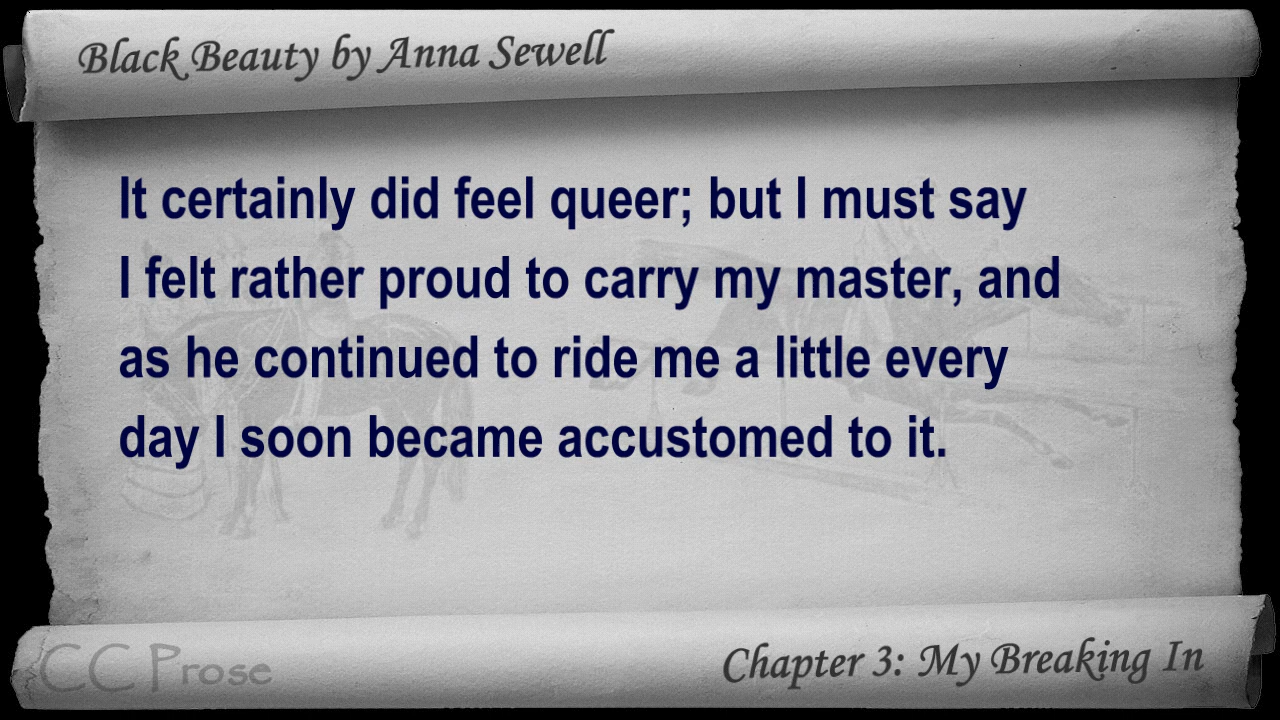 Black Beauty by Anna Sewell
It certainly did feel queer; but I must say
I felt rather proud to carry my master, and
as he continued to ride me a little every
day I soon became accustomed to it.
CC Prose
Chapter 3: My Breaking In